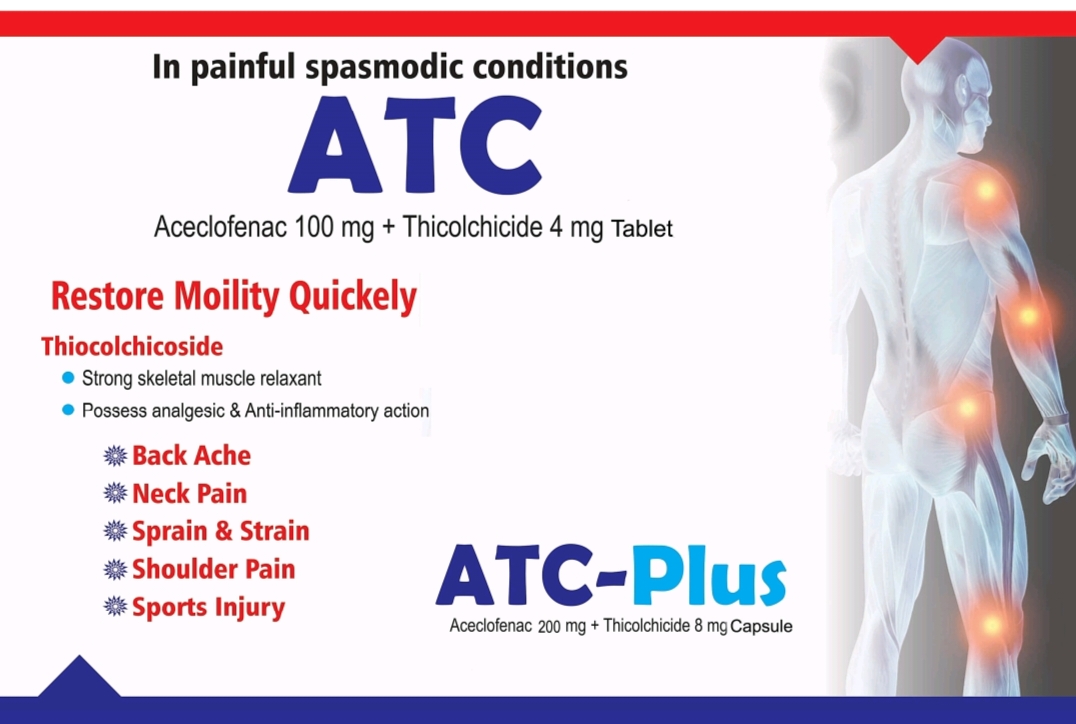 In painful spasmodic conditions
ATC
Aceclofenac 100 mg + Thicolchicide 4 mg Tablet
Restore Moility Quickely
Thiocolchicoside
Strong skeletal muscle relaxant
Possess analgesic & Anti-inflammatory action
Back Ache
Neck Pain
Sprain & Strain
Shoulder Pain
Sports Injury
ATC-Plus
Aceclofenac 200 mg + Thicolchicide 8 mg Capsule